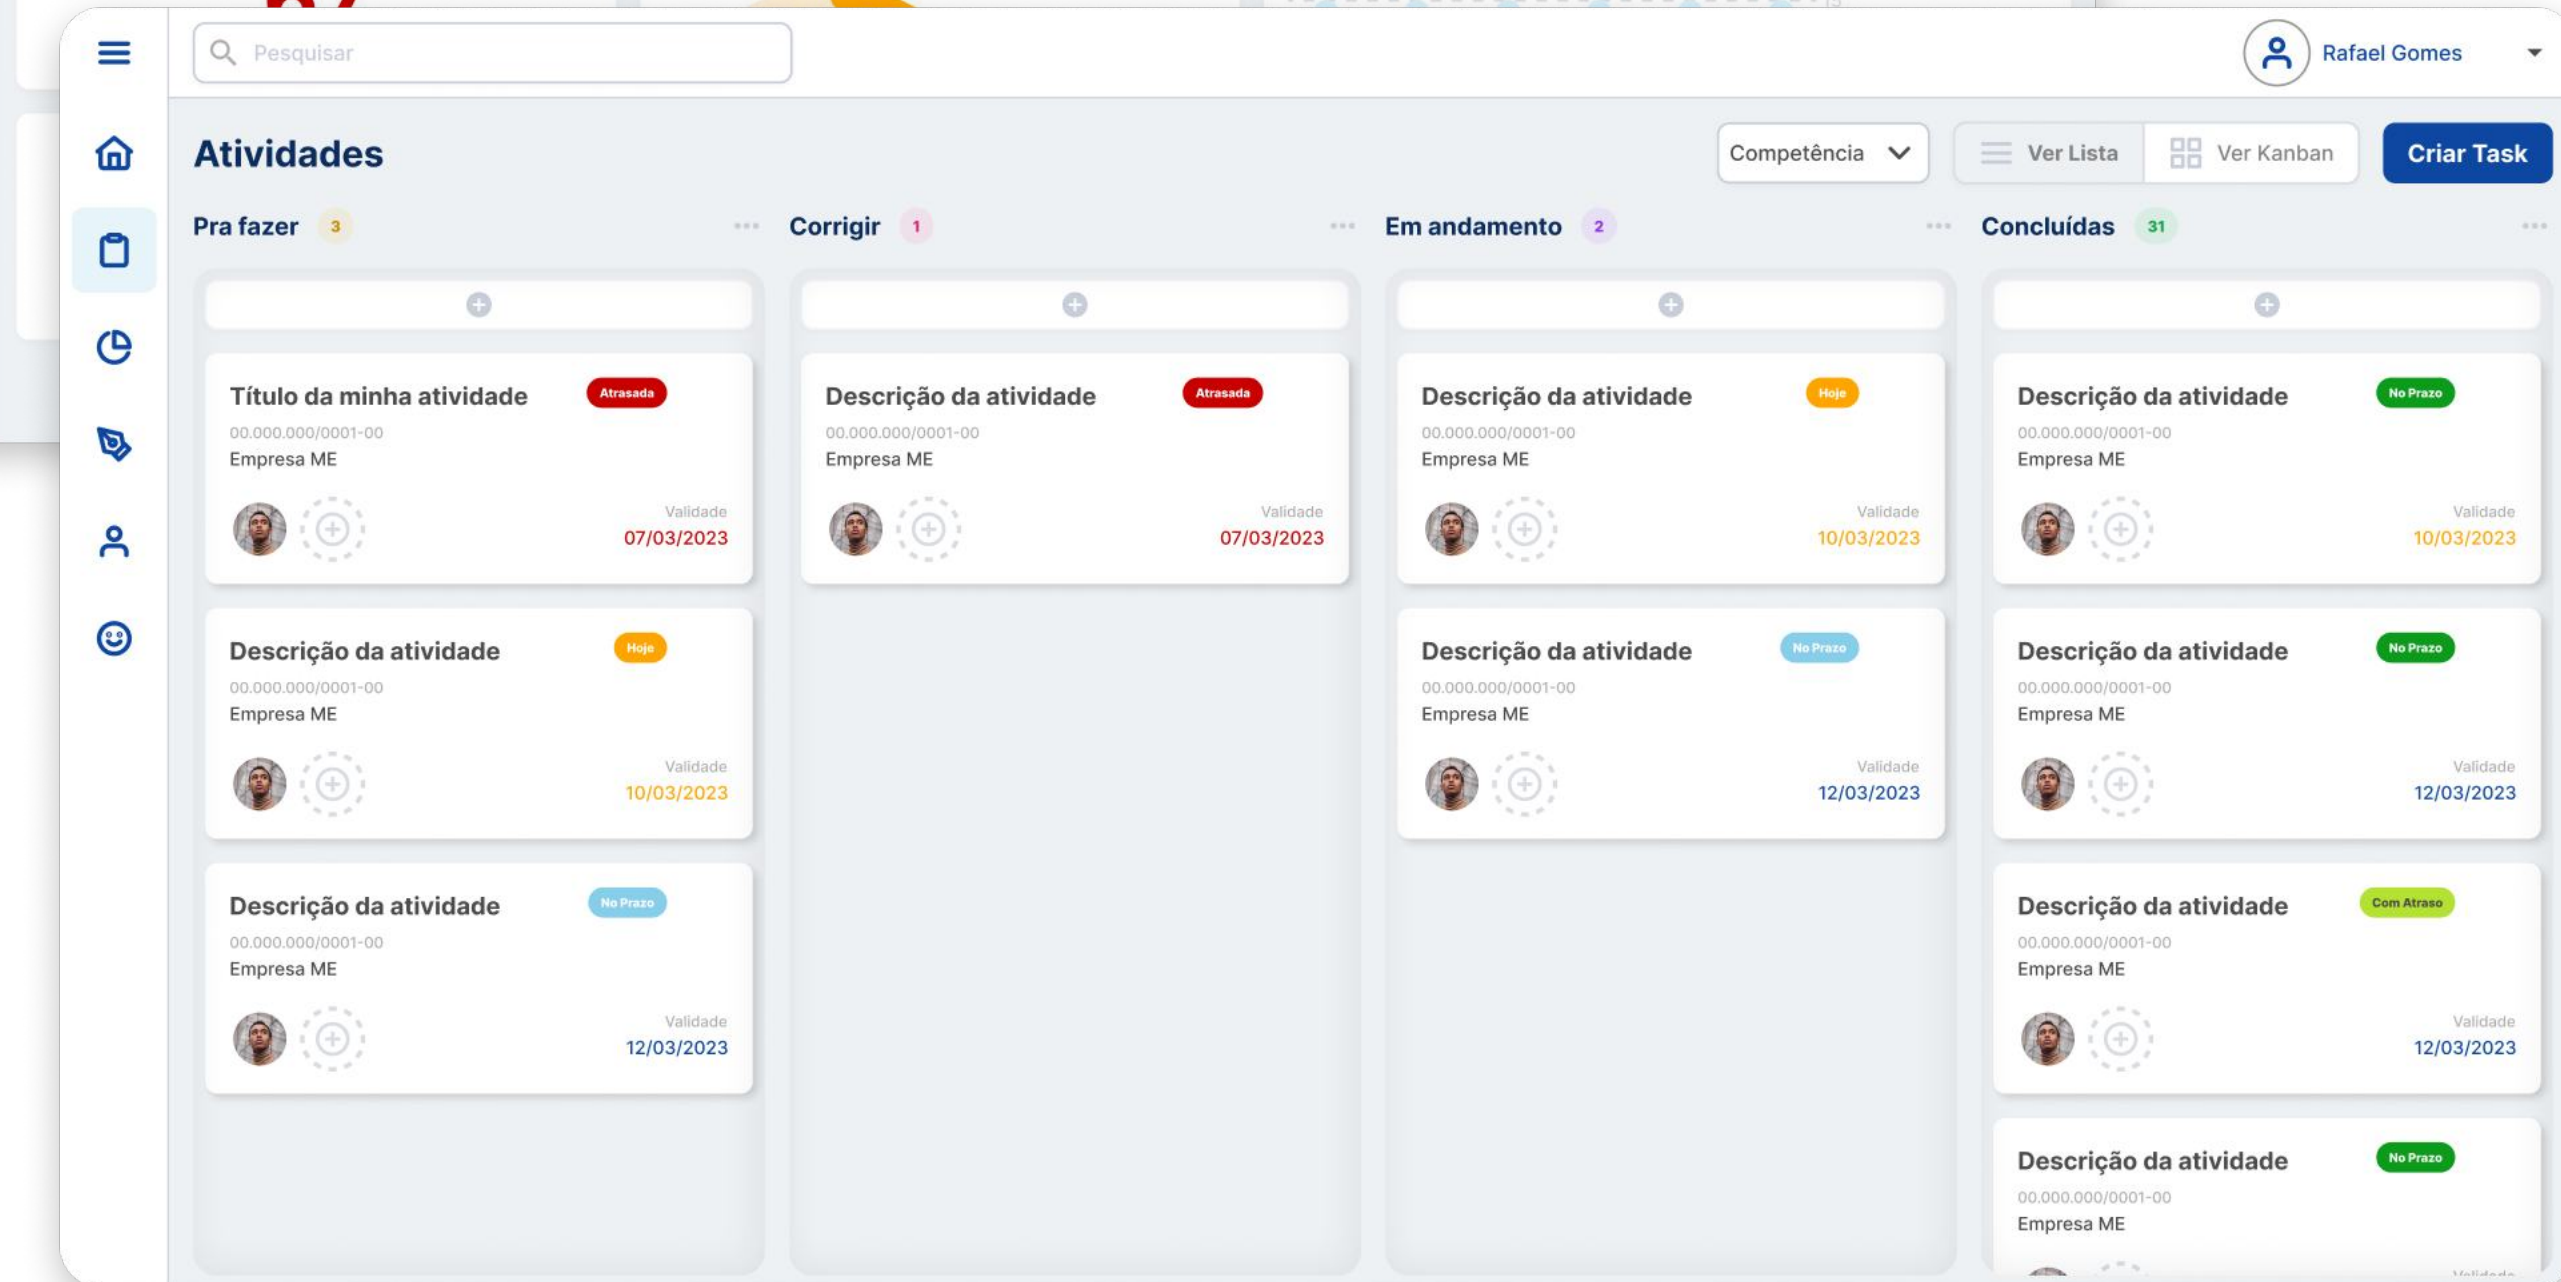 Pesquisar
Rafael Gomes
Atividades
Competência
Ver Lista
Ver Kanban
Criar Task
Pra fazer 3
Corrigir 1
Em andamento 2
Concluídas 31
Título da minha atividade
Atrasada
00.000.000/0001-00
Empresa ME
Validade
07/03/2023
Descrição da atividade
Hoje
00.000.000/0001-00
Empresa ME
Validade
10/03/2023
Descrição da atividade
No Prazo
00.000.000/0001-00
Empresa ME
Validade
12/03/2023
Descrição da atividade
Atrasada
00.000.000/0001-00
Empresa ME
Validade
07/03/2023
Descrição da atividade
Hoje
00.000.000/0001-00
Empresa ME
Validade
10/03/2023
Descrição da atividade
No Prazo
00.000.000/0001-00
Empresa ME
Validade
12/03/2023
Descrição da atividade
No Prazo
00.000.000/0001-00
Empresa ME
Validade
10/03/2023
Descrição da atividade
No Prazo
00.000.000/0001-00
Empresa ME
Validade
12/03/2023
Descrição da atividade
Com Atraso
00.000.000/0001-00
Empresa ME
Validade
12/03/2023
Descrição da atividade
No Prazo
00.000.000/0001-00
Empresa ME